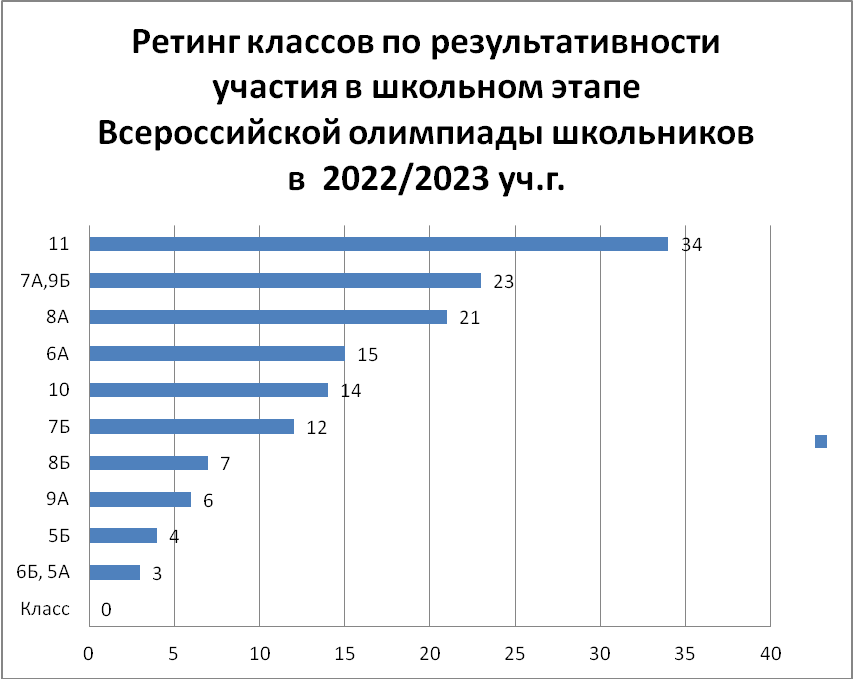 Ретинг классов по результативности
участия в школьном этапе
Всероссийской олимпиады школьников
в 2022/2023 уч.г.
11 34
7А,9Б 23
8А 21
6А 15
10 14
7Б 12
8Б 7
9А 6
5Б 4
6Б, 5А 3
Класс 0
0 5 10 15 20 25 30 35 40